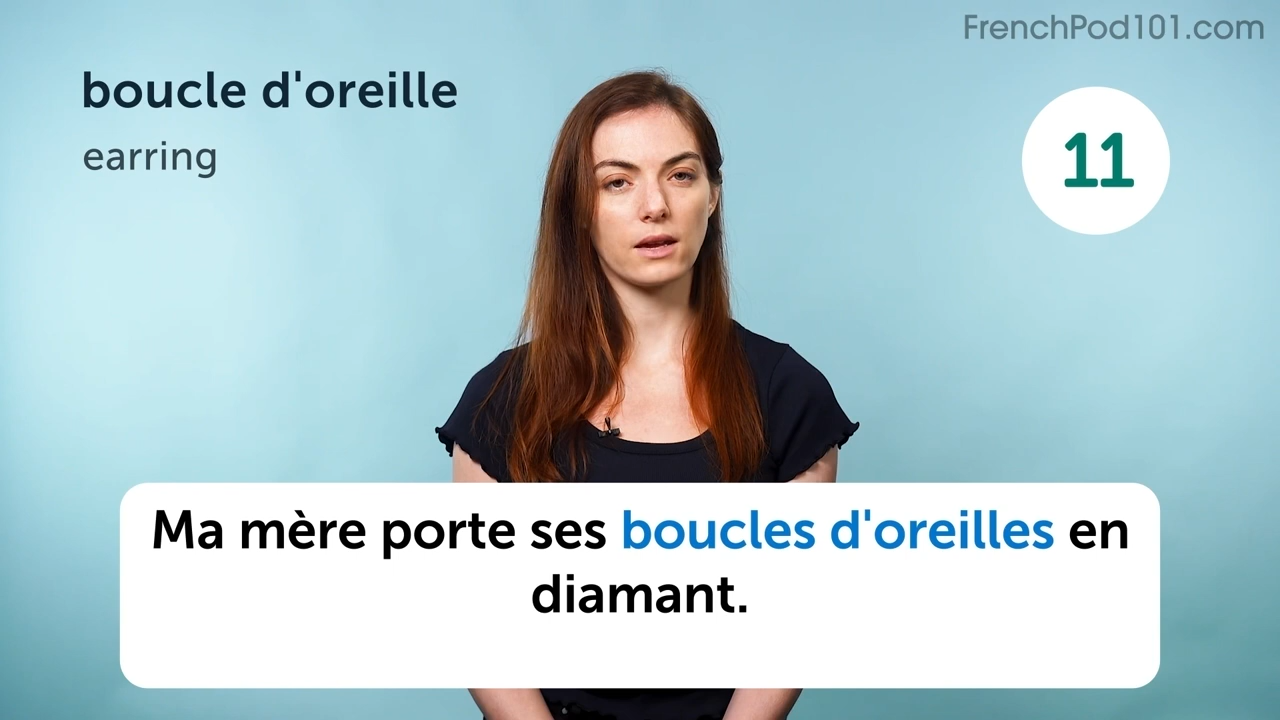 FrenchPod101.com
boucle d'oreille
earring
11
Ma mère porte ses boucles d'oreilles en
diamant.